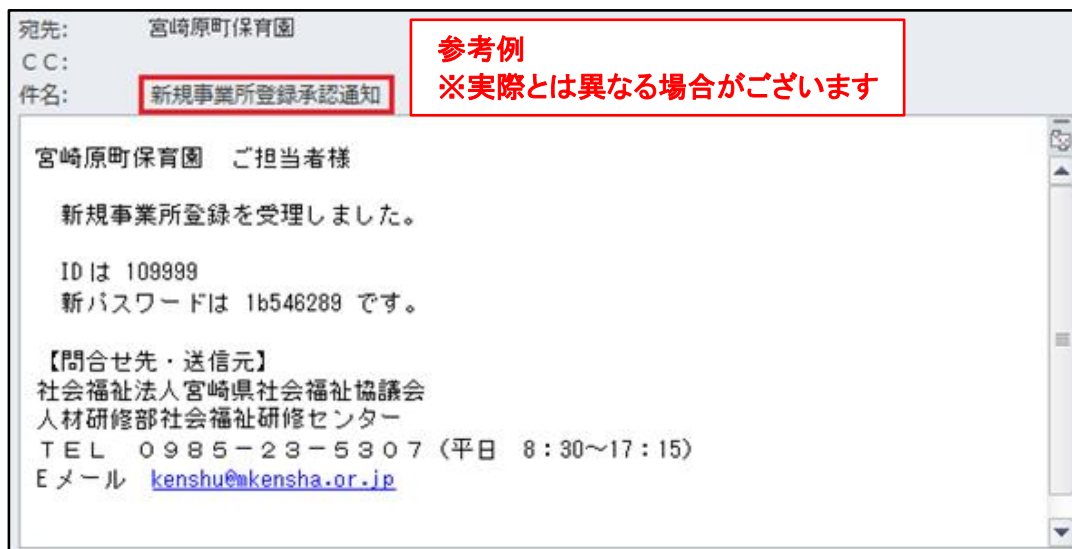 宛先: 宮崎原町保育園
CC:
件名: 新規事業所登録承認通知
参考例
※実際とは異なる場合がございます
宮崎原町保育園 ご担当者様
新規事業所登録を受理しました。
IDは 109999
新パスワードは 1b546289 です。
【問合せ先・送信元】
社会福祉法人宮崎県社会福祉協議会
人材研修部社会福祉研修センター
TEL 0985-23-5307(平日 8:30~17:15)
Eメール kenshu@mkensha.or.jp